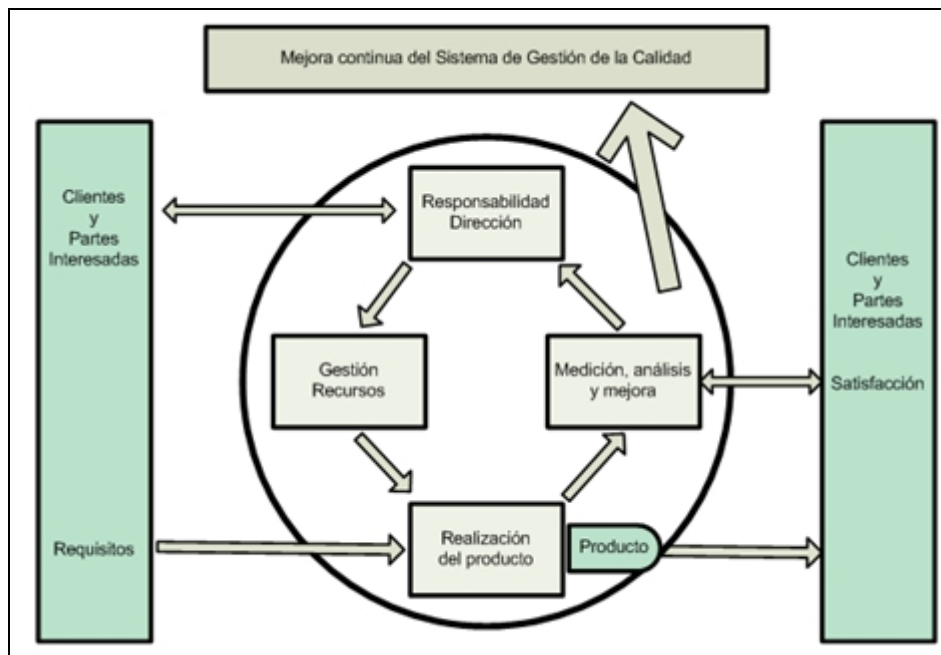 Mejora continua del Sistema de Gestión de la Calidad
Clientes
y
Partes
Interesadas
Requisitos
Responsabilidad
Dirección
Gestión
Recursos
Medición, análisis
y mejora
Realización
del producto
Producto
Clientes
y
Partes
Interesadas
Satisfacción